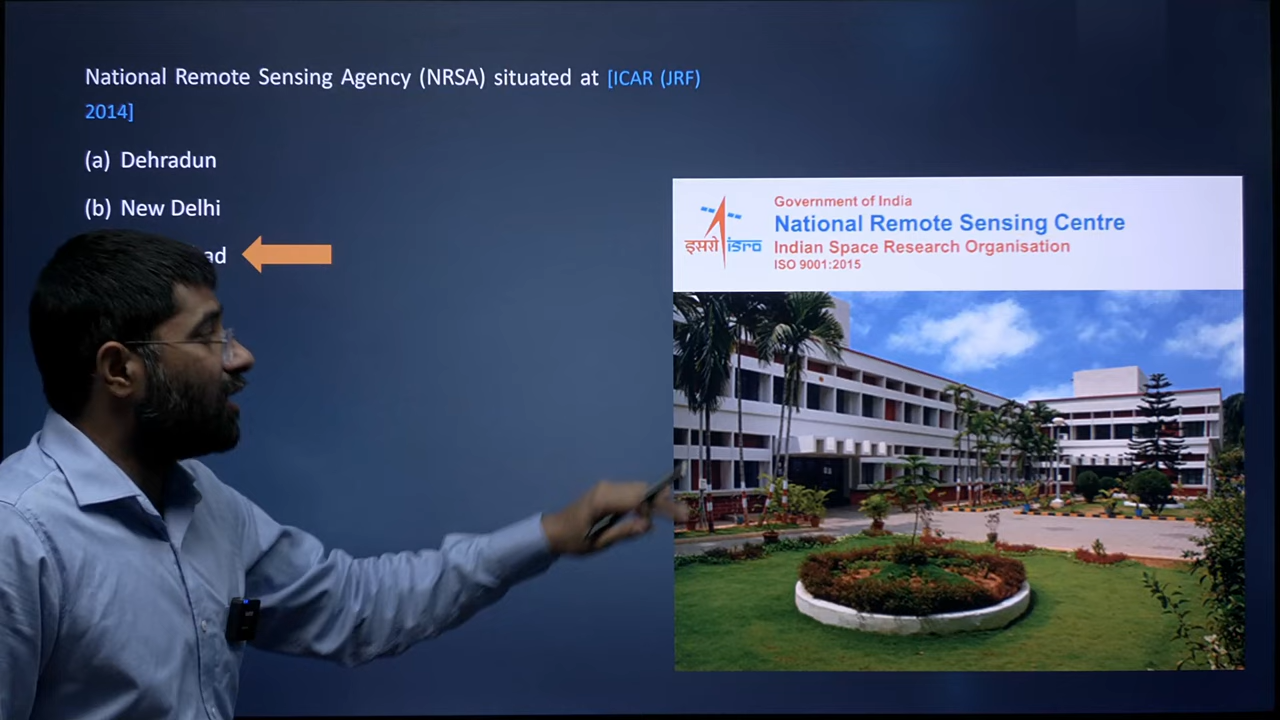 National Remote Sensing Agency (NRSA) situated at [ICAR (JRF)
2014]
(a) Dehradun
(b) New Delhi
ad
Government of India
National Remote Sensing Centre
Indian Space Research Organisation
ISO 9001:2015
इसरो isro